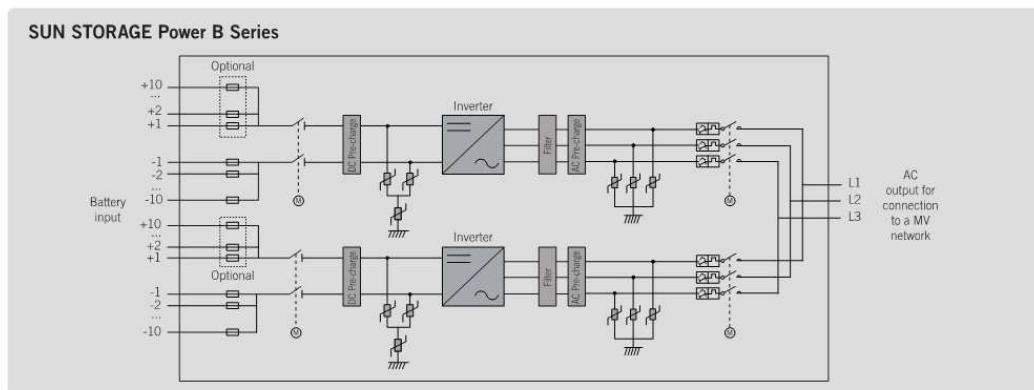 SUN STORAGE Power B Series
Optional
+10
...
+2
+1
-1
-2
...
-10
Battery
input
+10
...
+2
+1
Optional
-1
-2
...
-10
M
DC Pre-charge
Inverter
Filter
AC Pre-charge
M
M
DC Pre-charge
Inverter
Filter
AC Pre-charge
M
L1
L2
L3
AC
output for
connection
to a MV
network